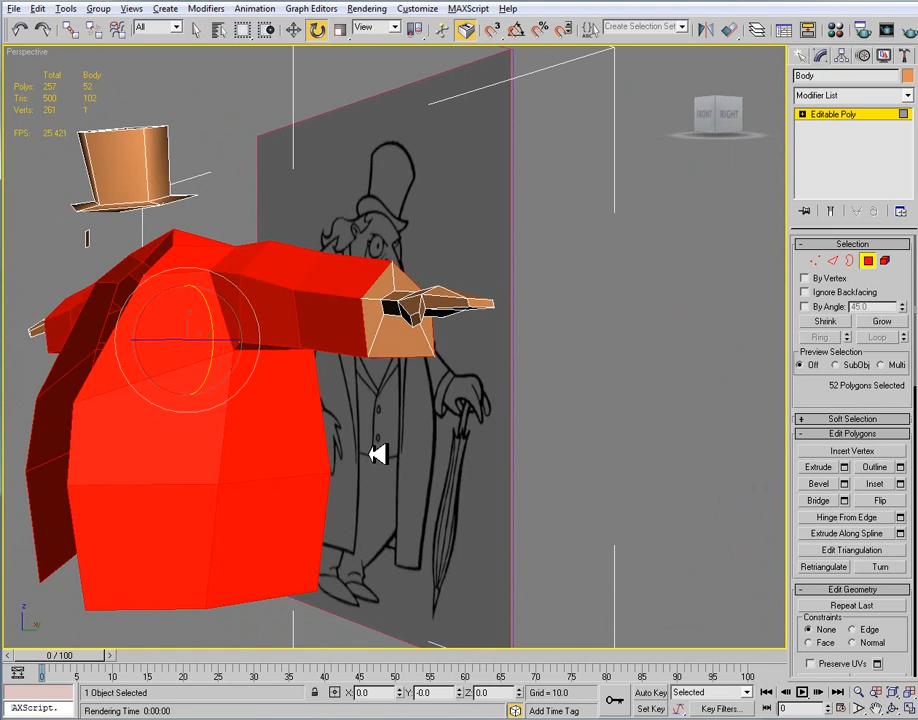 File Edit Tools Group Views Create Modifiers Animation Graph Editors Rendering Customize MAXScript Help
All View Create Selection Set
Perspective
Total Body
Polys: 257 52
Tris: 500 102
Verts: 261 1
FPS: 25.421
FRONT RIGHT
Body
Modifier List
Editable Poly
- Selection
By Vertex
Ignore Backfacing
By Angle: 45.0
Shrink Grow
Ring Loop
Preview Selection
Off SubObj Multi
52 Polygons Selected
+ Soft Selection
- Edit Polygons
Insert Vertex
Extrude Outline
Bevel Inset
Bridge Flip
Hinge From Edge
Extrude Along Spline
Edit Triangulation
Retriangulate Turn
- Edit Geometry
Repeat Last
Constraints
None Edge
Face Normal
Preserve UVs
z
0 / 100
0 5 10 15 20 25 30 35 40 45 50 55 60 65 70 75 80 85 90 95 100
1 Object Selected X: 0.0 Y: -0.0 Z: 0.0 Grid = 10.0 Auto Key Selected
AXScript. Rendering Time 0:00:00 Add Time Tag Set Key Key Filters... 0